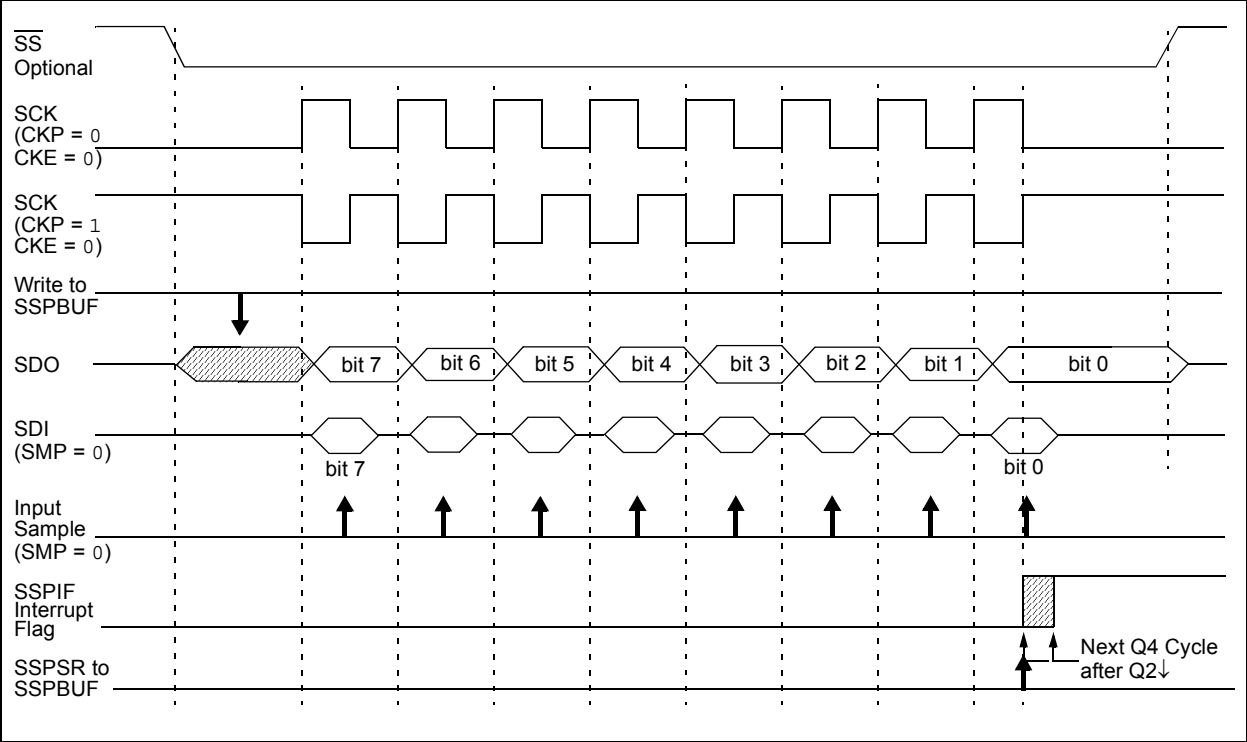 SS
Optional
SCK
(CKP = 0
CKE = 0)
SCK
(CKP = 1
CKE = 0)
Write to
SSPBUF
SDO
bit 7
bit 6
bit 5
bit 4
bit 3
bit 2
bit 1
bit 0
SDI
(SMP = 0)
bit 7
bit 0
Input
Sample
(SMP = 0)
SSPIF
Interrupt
Flag
Next Q4 Cycle
after Q2↓
SSPSR to
SSPBUF